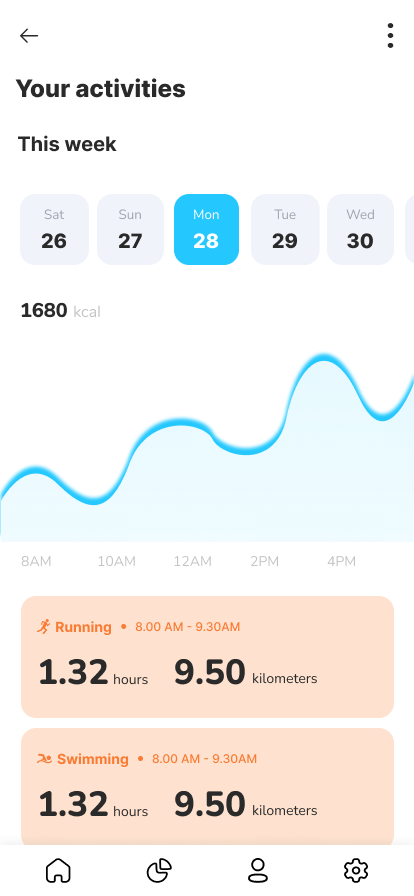 Your activities
This week
Sat Sun Mon Tue Wed
26 27 28 29 30
1680 kcal
8AM 10AM 12AM 2PM 4PM
Running • 8.00 AM - 9.30AM
1.32 hours 9.50 kilometers
Swimming • 8.00 AM - 9.30AM
1.32 hours 9.50 kilometers